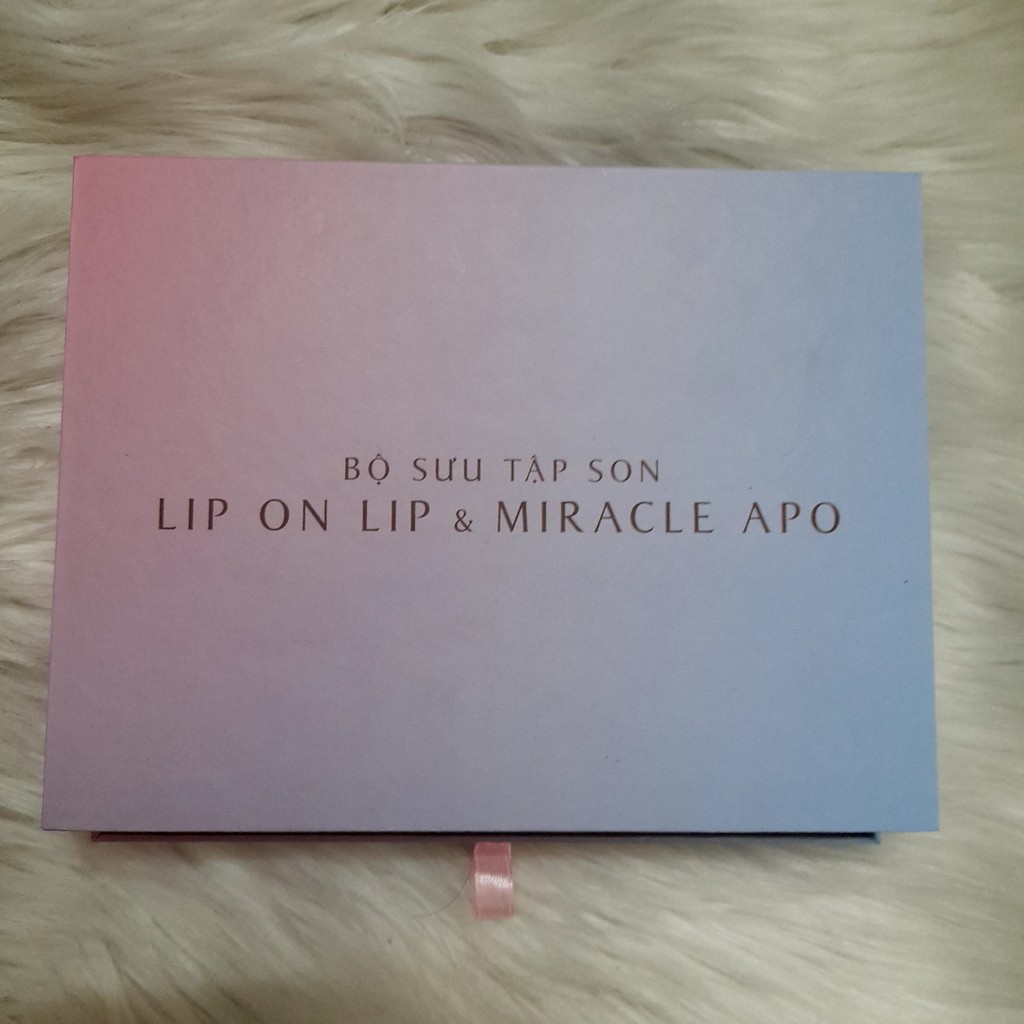 BỘ SƯU TẬP SON
LIP ON LIP & MIRACLE APO